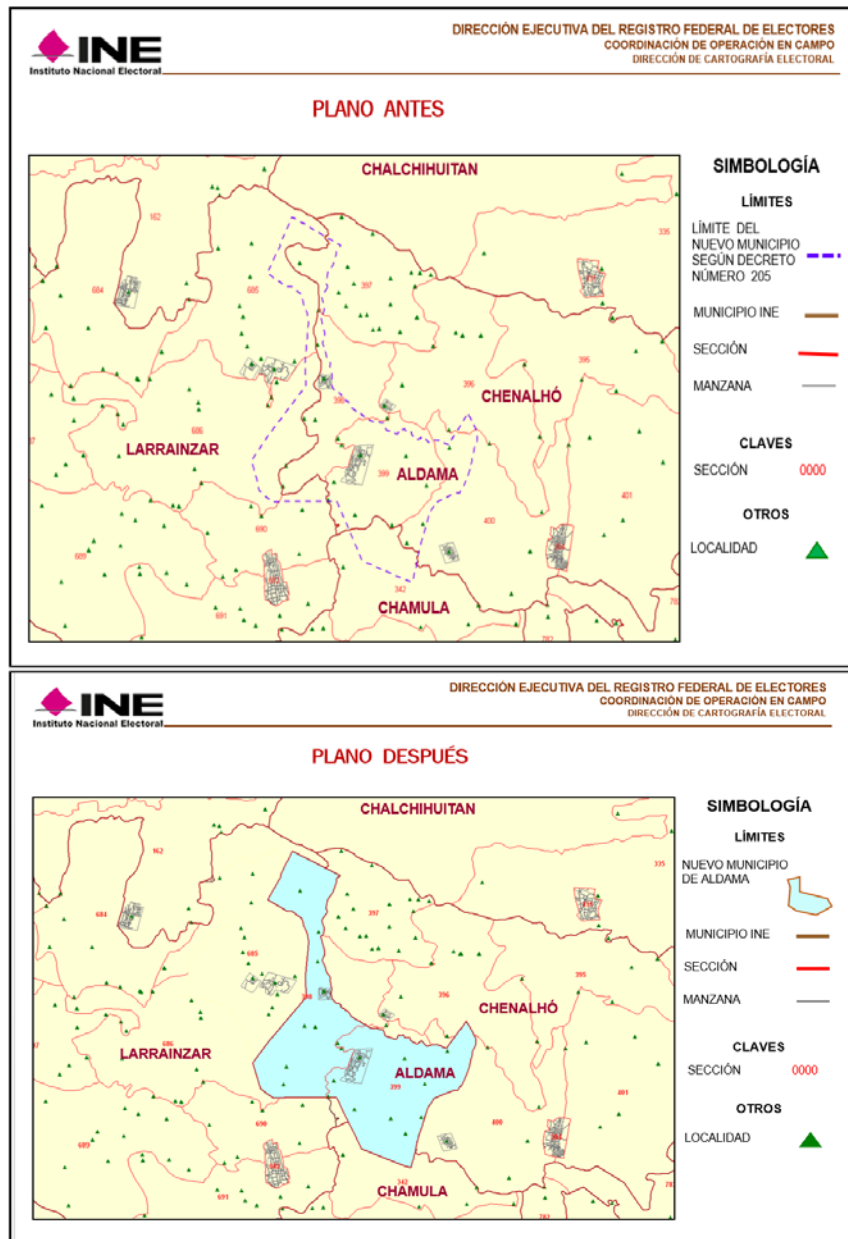 INE
Instituto Nacional Electoral
DIRECCIÓN EJECUTIVA DEL REGISTRO FEDERAL DE ELECTORES
COORDINACIÓN DE OPERACIÓN EN CAMPO
DIRECCIÓN DE CARTOGRAFÍA ELECTORAL
PLANO ANTES
CHALCHIHUITAN
162
335
684
685
397
395
396
CHENALHÓ
398
686
LARRAINZAR
399
ALDAMA
401
690
400
689
342
691
CHAMULA
782
SIMBOLOGÍA
LÍMITES
LÍMITE DEL
NUEVO MUNICIPIO
SEGÚN DECRETO
NÚMERO 205
MUNICIPIO INE
SECCIÓN
MANZANA
CLAVES
SECCIÓN 0000
OTROS
LOCALIDAD
INE
Instituto Nacional Electoral
DIRECCIÓN EJECUTIVA DEL REGISTRO FEDERAL DE ELECTORES
COORDINACIÓN DE OPERACIÓN EN CAMPO
DIRECCIÓN DE CARTOGRAFÍA ELECTORAL
PLANO DESPUÉS
CHALCHIHUITAN
162
335
684
397
685
396
395
398
CHENALHÓ
686
LARRAINZAR
ALDAMA
399
401
690
400
689
342
691
CHAMULA
782
SIMBOLOGÍA
LÍMITES
NUEVO MUNICIPIO
DE ALDAMA
MUNICIPIO INE
SECCIÓN
MANZANA
CLAVES
SECCIÓN 0000
OTROS
LOCALIDAD